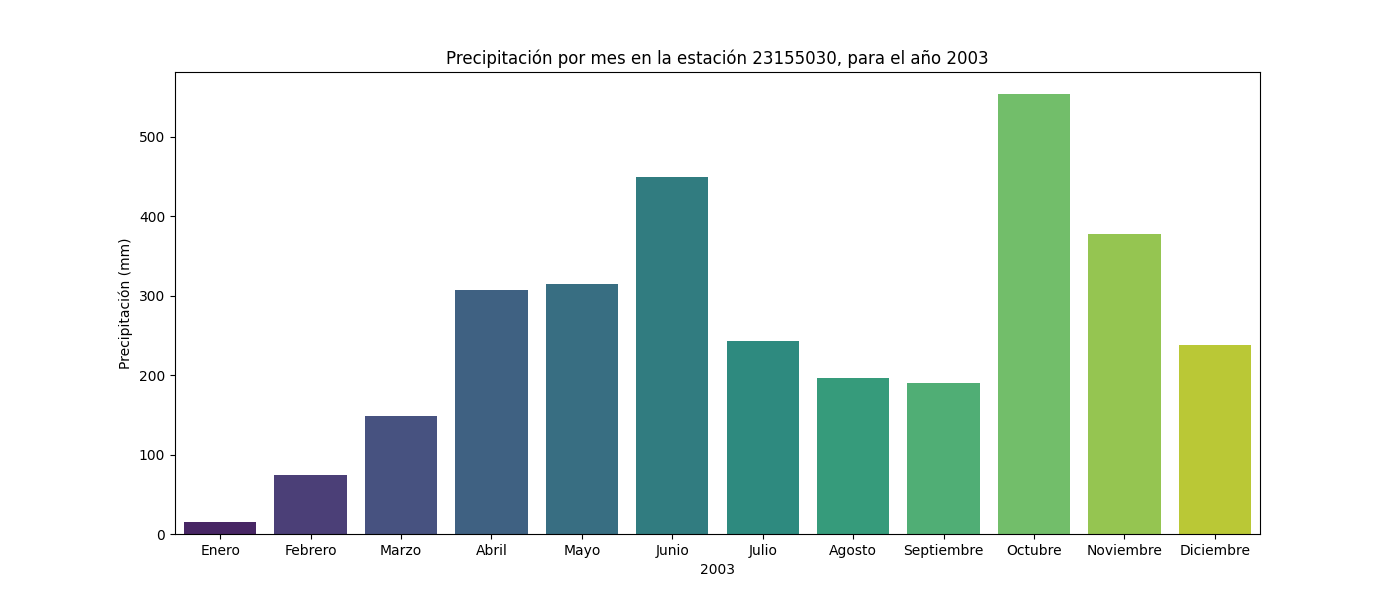 Precipitación por mes en la estación 23155030, para el año 2003
Precipitación (mm)
500
400
300
200
100
0
Enero Febrero Marzo Abril Mayo Junio Julio Agosto Septiembre Octubre Noviembre Diciembre
2003